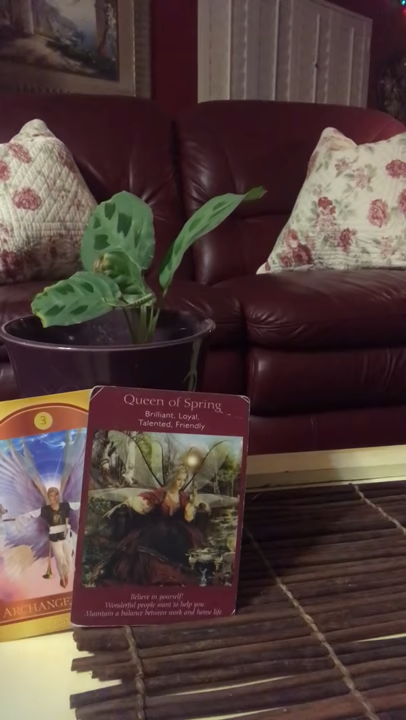 3
ARCHANGE
Queen of Spring
Brilliant, Loyal,
Talented, Friendly
Believe in yourself!
Wonderful people want to help you.
Maintain a balance between work and home life.